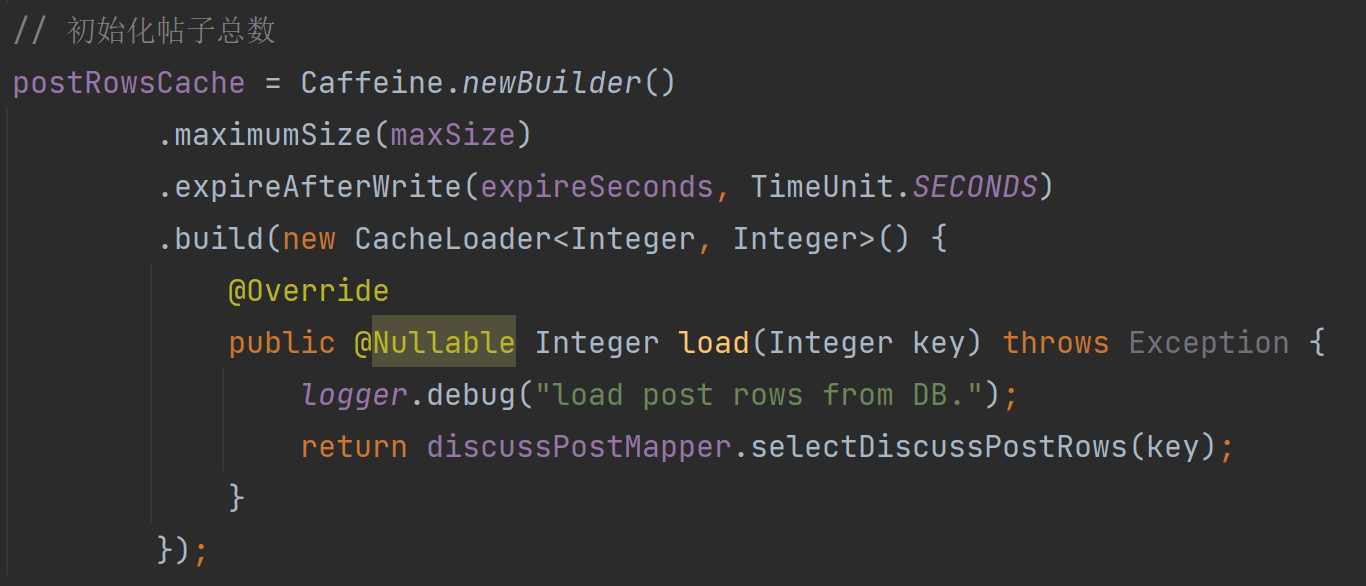 // 初始化帖子总数
postRowsCache = Caffeine.newBuilder()
.maximumSize(maxSize)
.expireAfterWrite(expireSeconds, TimeUnit.SECONDS)
.build(new CacheLoader<Integer, Integer>() {
@Override
public @Nullable Integer load(Integer key) throws Exception {
logger.debug("load post rows from DB.");
return discussPostMapper.selectDiscussPostRows(key);
}
});